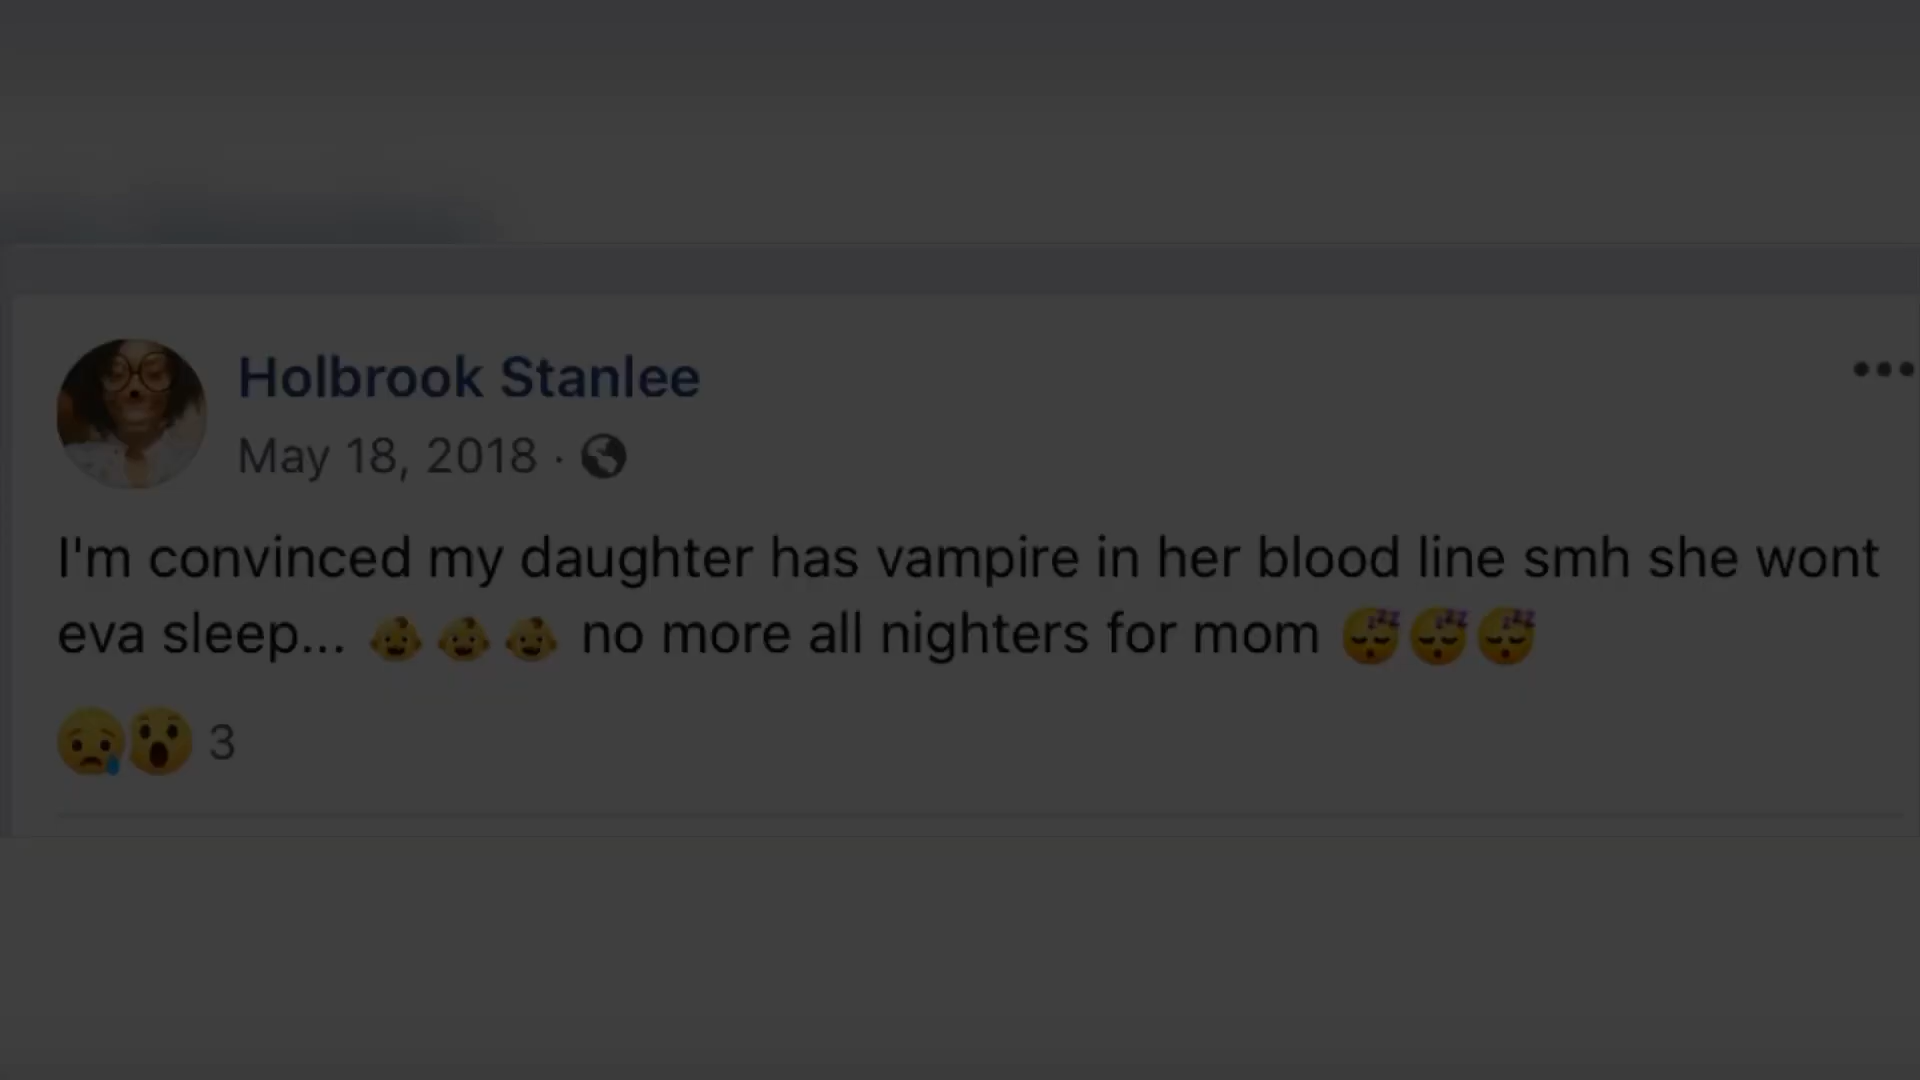 Holbrook Stanlee
May 18, 2018 ·
I'm convinced my daughter has vampire in her blood line smh she wont
eva sleep... 👶👶👶 no more all nighters for mom 😴😴😴
3